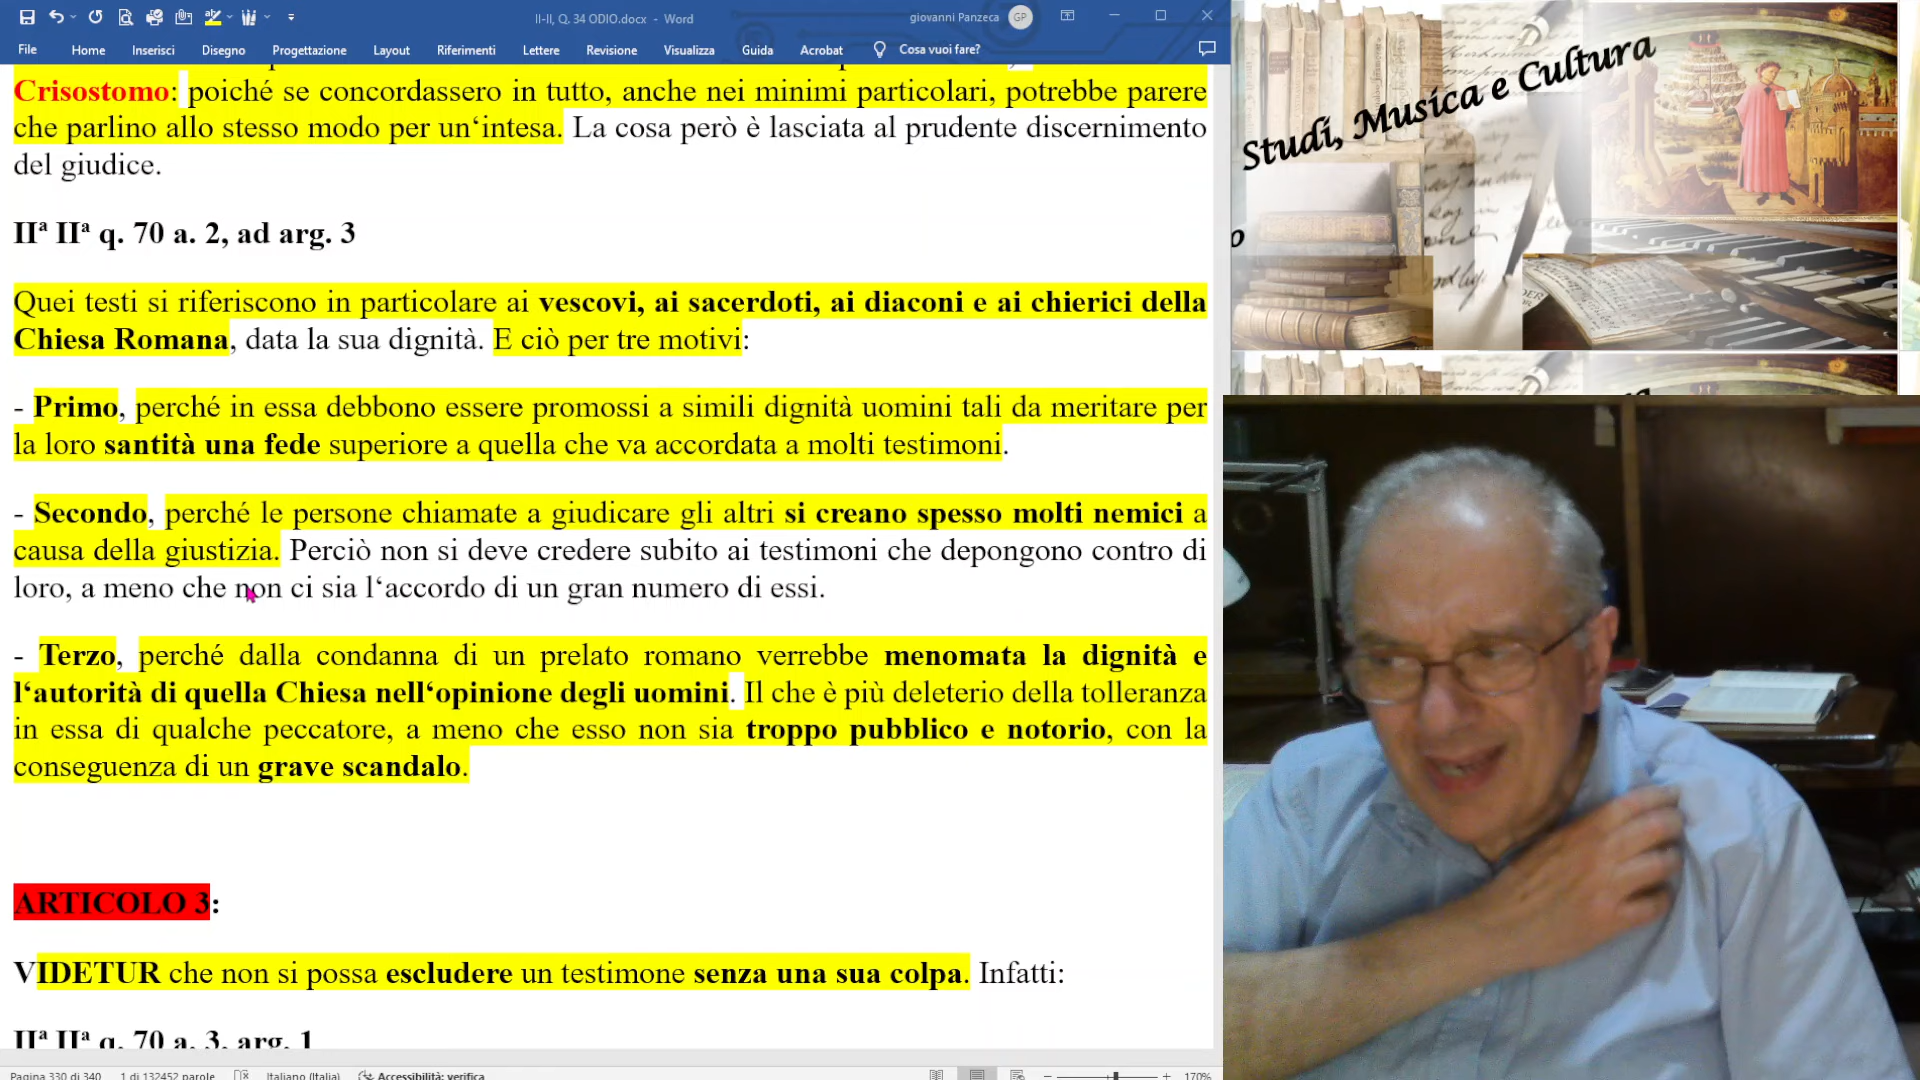 II-II, Q. 34 ODIO.docx - Word
giovanni Panzeca
GP
File Home Inserisci Disegno Progettazione Layout Riferimenti Lettere Revisione Visualizza Guida Acrobat Cosa vuoi fare?
Crisostomo: poiché se concordassero in tutto, anche nei minimi particolari, potrebbe parere
che parlino allo stesso modo per un‘intesa. La cosa però è lasciata al prudente discernimento
del giudice.
IIª IIª q. 70 a. 2, ad arg. 3
Quei testi si riferiscono in particolare ai vescovi, ai sacerdoti, ai diaconi e ai chierici della
Chiesa Romana, data la sua dignità. E ciò per tre motivi:
- Primo, perché in essa debbono essere promossi a simili dignità uomini tali da meritare per
la loro santità una fede superiore a quella che va accordata a molti testimoni.
- Secondo, perché le persone chiamate a giudicare gli altri si creano spesso molti nemici a
causa della giustizia. Perciò non si deve credere subito ai testimoni che depongono contro di
loro, a meno che non ci sia l‘accordo di un gran numero di essi.
- Terzo, perché dalla condanna di un prelato romano verrebbe menomata la dignità e
l‘autorità di quella Chiesa nell‘opinione degli uomini. Il che è più deleterio della tolleranza
in essa di qualche peccatore, a meno che esso non sia troppo pubblico e notorio, con la
conseguenza di un grave scandalo.
ARTICOLO 3:
VIDETUR che non si possa escludere un testimone senza una sua colpa. Infatti:
IIª IIª q. 70 a. 3, arg. 1
Pagina 330 di 340 1 di 132452 parole Italiano (Italia) Accessibilità: verifica 170%
Studi, Musica e Cultura